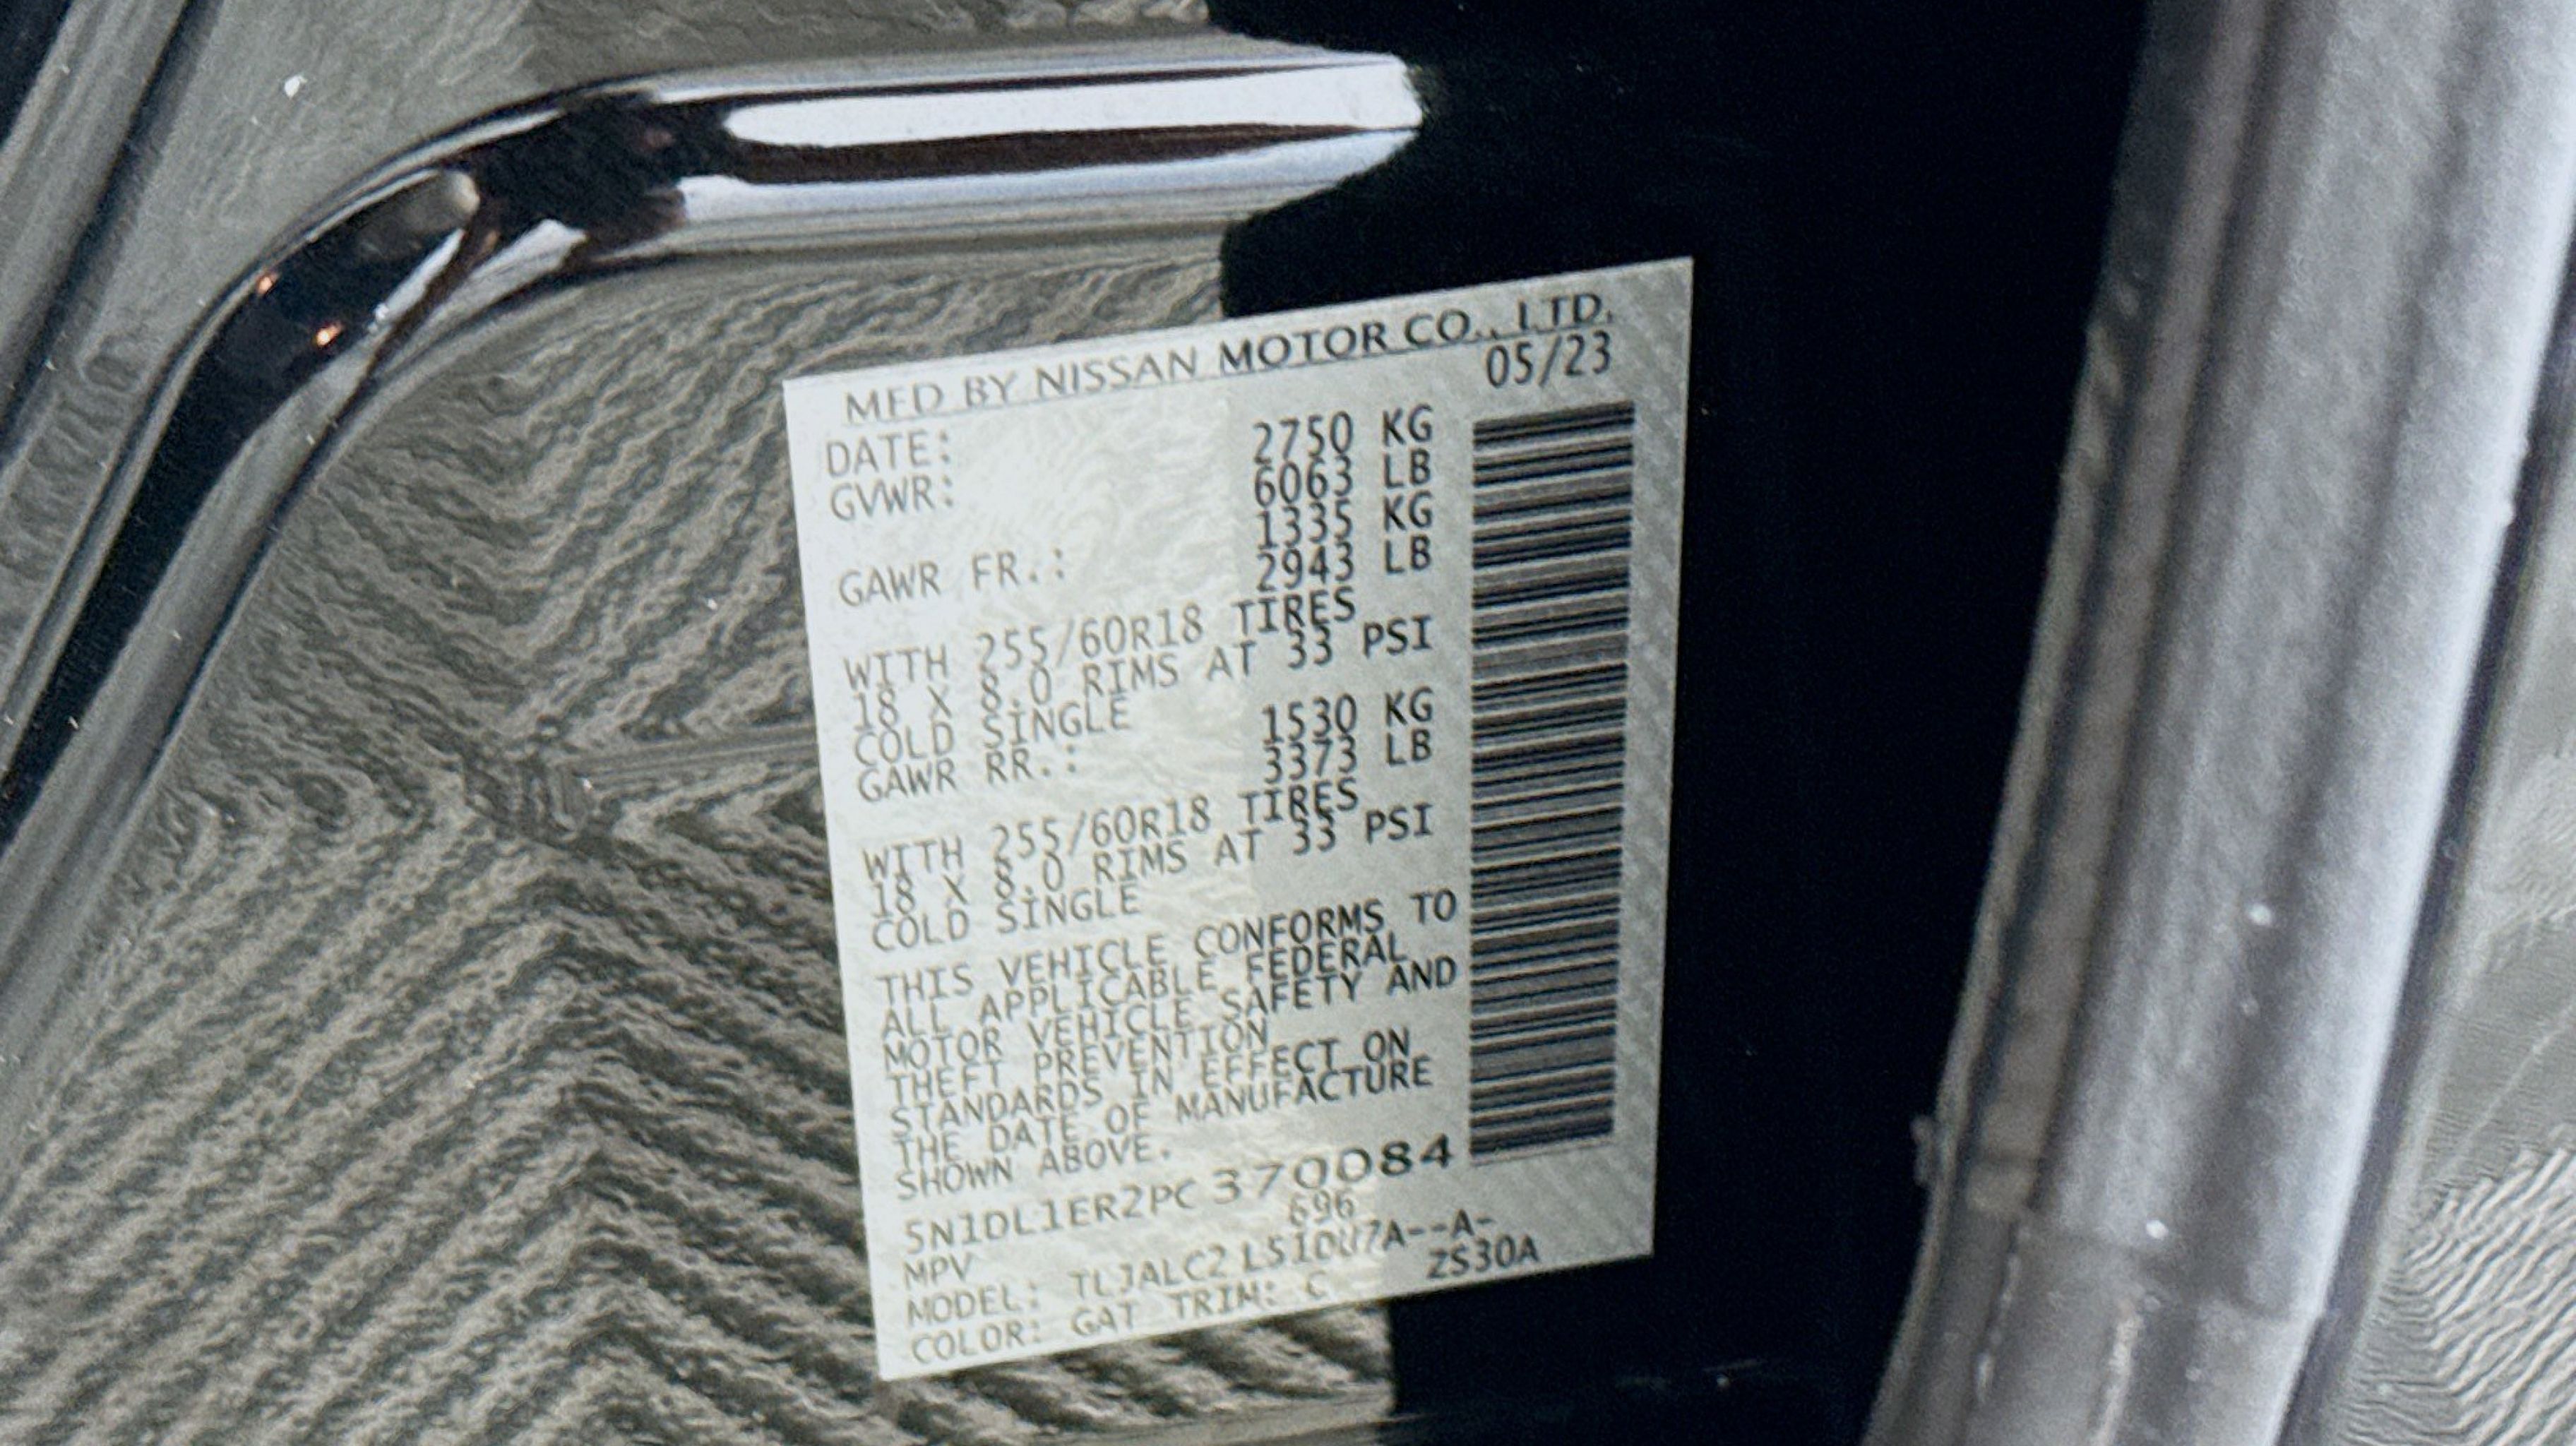 MFD BY NISSAN MOTOR CO., LTD.
DATE: 05/23
GVWR: 2750 KG
6063 LB
GAWR FR.: 1335 KG
2943 LB
WITH 255/60R18 TIRES
18 X 8.0 RIMS AT 33 PSI
COLD SINGLE
GAWR RR.: 1530 KG
3373 LB
WITH 255/60R18 TIRES
18 X 8.0 RIMS AT 33 PSI
COLD SINGLE
THIS VEHICLE CONFORMS TO
ALL APPLICABLE FEDERAL
MOTOR VEHICLE SAFETY AND
THEFT PREVENTION
STANDARDS IN EFFECT ON
THE DATE OF MANUFACTURE
SHOWN ABOVE.
5N1DL1ER2PC370084
MPV 696
MODEL: TLJALC2 A--A-
COLOR: GAT TRIM: C ZS30A